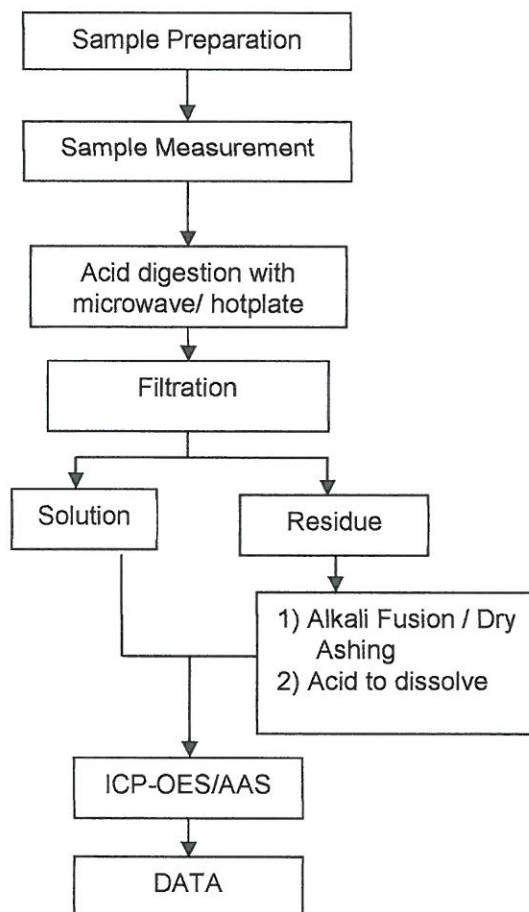 Sample Preparation
Sample Measurement
Acid digestion with
microwave/ hotplate
Filtration
Solution
Residue
1) Alkali Fusion / Dry
Ashing
2) Acid to dissolve
ICP-OES/AAS
DATA